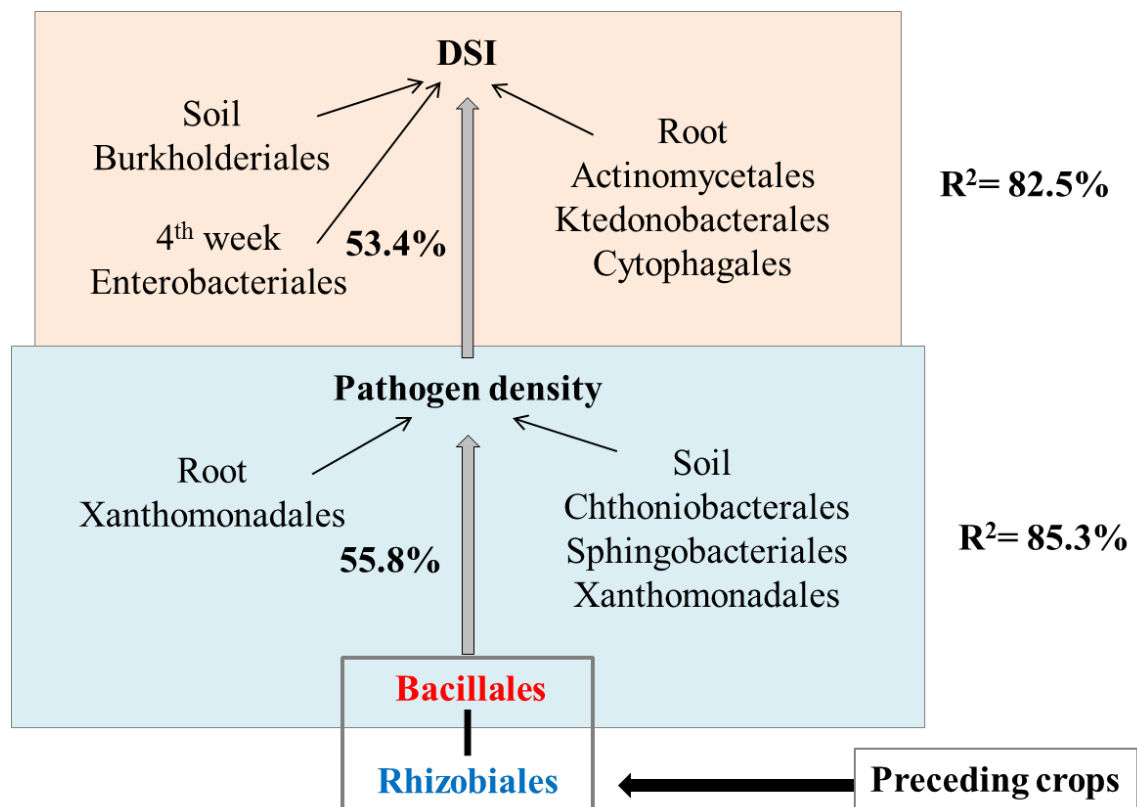 DSI
Soil
Burkholderiales
4th week
Enterobacteriales
53.4%
Root
Actinomycetales
Ktedonobacterales
Cytophagales
R²= 82.5%
Pathogen density
Root
Xanthomonadales
55.8%
Soil
Chthoniobacterales
Sphingobacteriales
Xanthomonadales
R²= 85.3%
Bacillales
Rhizobiales
Preceding crops